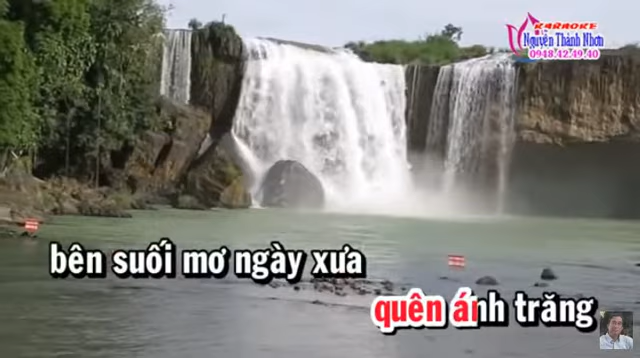 KARAOKE
Nguyễn Thành Nhơn
0948.42.49.40
bên suối mơ ngày xưa
quên ánh trăng